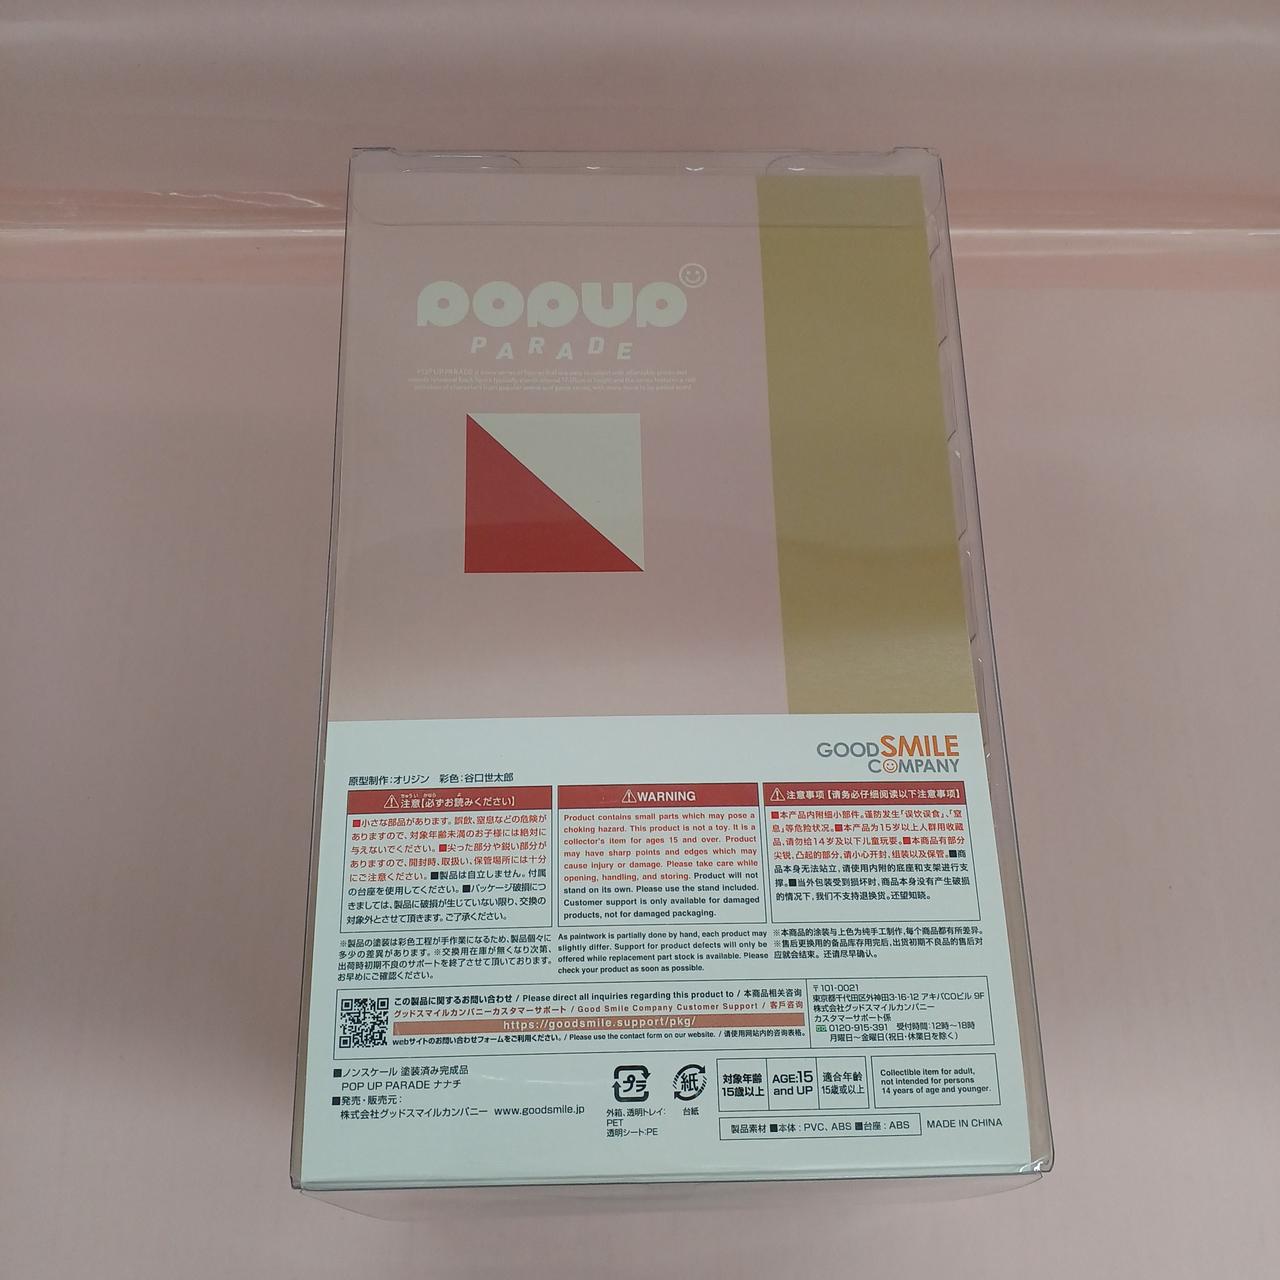 POPUP
PARADE
GOOD SMILE
COMPANY
原型制作：オリジン　彩色：谷口世太郎
⚠注意【必ずお読みください】
■小さな部品があります。誤飲、窒息などの危険が
ありますので、対象年齢未満のお子様には絶対に
与えないでください。■尖った部分や鋭い部分が
ありますので、開封時、取扱い、保管場所には十分
にご注意ください。■製品は自立しません。付属
の台座を使用してください。■パッケージ破損につ
きましては、製品に破損が生じていない限り、交換の
対象外とさせて頂きます。ご了承ください。
※製品の塗装は彩色工程が手作業になるため、製品個々に
多少の差異があります。※交換用在庫が無くなり次第、
出荷時初期不良のサポートを終了させて頂いております。
お早めにご確認ください。
⚠WARNING
Product contains small parts which may pose a
choking hazard. This product is not a toy. It is a
collector's item for ages 15 and over. Product
may have sharp points and edges which may
cause injury or damage. Please take care while
opening, handling, and storing. Product will not
stand on its own. Please use the stand included.
Customer support is only available for damaged
products, not for damaged packaging.
As paintwork is partially done by hand, each product may
slightly differ. Support for product defects will only be
offered while replacement part stock is available. Please
check your product as soon as possible.
⚠注意事项【请务必仔细阅读以下注意事项】
■本产品内附细小部件。谨防发生「误饮误食」、「窒
息」等危险状况。■本产品为15岁以上人群用收藏
品，请勿给14岁及以下儿童玩耍。■本商品有部分
尖锐、凸起的部分，请小心开封、组装以及保管。■商
品本身无法站立，请使用内附的底座和支架进行支
撑。■当外包装受到损坏时，商品本身没有产生破损
的情况下，我们不支持退换货。还望知晓。
※本商品的涂装与上色为纯手工制作，每个商品都有所差异。
※售后更换用的备品库存用完后，出货初期不良品的售后对
应就会结束。还请尽早确认。
この製品に関するお問い合わせ / Please direct all inquiries regarding this product to / 本商品相关咨询
グッドスマイルカンパニーカスタマーサポート / Good Smile Company Customer Support / 客戶咨询
https://goodsmile.support/pkg/
webサイトのお問い合わせフォームをご利用ください。/ Please use the contact form on our website. / 请使用网站内的咨询表格。
〒101-0021
東京都千代田区外神田3-16-12 アキバCOビル 9F
株式会社グッドスマイルカンパニー
カスタマーサポート係
0120-915-391　受付時間：12時〜18時
月曜日〜金曜日（祝日・休業日を除く）
■ノンスケール 塗装済み完成品
POP UP PARADE ナナチ
■発売・販売元：
株式会社グッドスマイルカンパニー www.goodsmile.jp
プラ
外箱、透明トレイ：
PET
透明シート：PE
紙
台紙
対象年齢
15歳以上
AGE:15
and UP
適合年齡
15歲或以上
Collectible item for adult,
not intended for persons
14 years of age and younger.
製品素材 ■本体：PVC、ABS ■台座：ABS
MADE IN CHINA